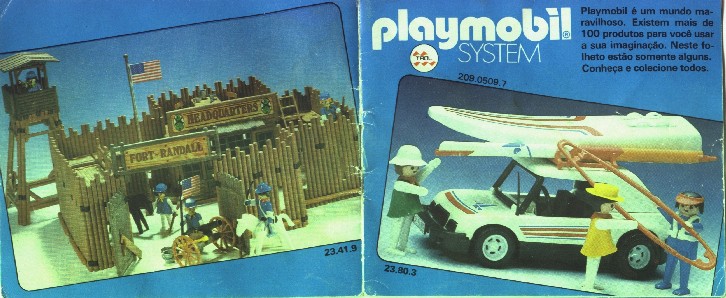 HEADQUARTERS
FORT-RANDALL
23.41.9
playmobil®
SYSTEM
TROL
209.0509.7
Playmobil é um mundo ma-
ravilhoso. Existem mais de
100 produtos para você usar
a sua imaginação. Neste fo-
lheto estão somente alguns.
Conheça e colecione todos.
23.80.3